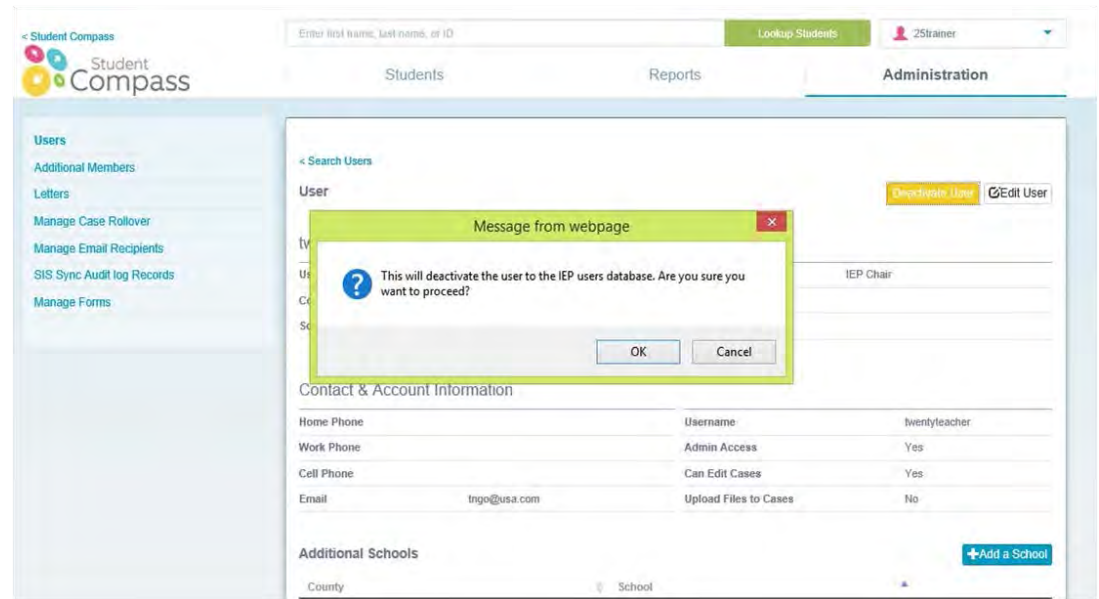 < Student Compass
Enter first name, last name, or ID
Lookup Students
25trainer
Student
Compass
Students
Reports
Administration
Users
Additional Members
Letters
Manage Case Rollover
Manage Email Recipients
SIS Sync Audit log Records
Manage Forms
< Search Users
User
Deactivate User
Edit User
Message from webpage
x
tw
Us
IEP Chair
This will deactivate the user to the IEP users database. Are you sure you
want to proceed?
Co
Sc
OK
Cancel
Contact & Account Information
Home Phone
Username
twentyteacher
Work Phone
Admin Access
Yes
Cell Phone
Can Edit Cases
Yes
Email
tngo@usa.com
Upload Files to Cases
No
Additional Schools
+Add a School
County
School